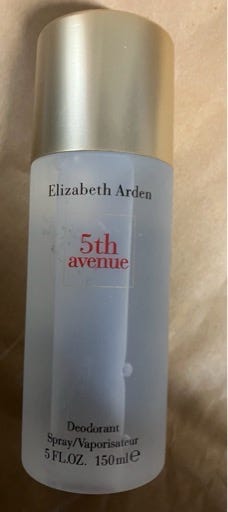 Elizabeth Arden
5th
avenue
Deodorant
Spray/Vaporisateur
5 FL.OZ. 150ml℮